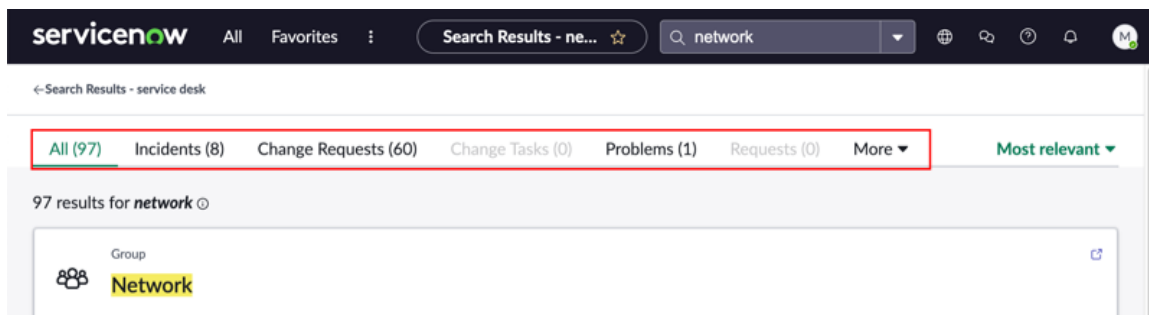 servicenow All Favorites Search Results - ne... network M
Search Results - service desk
All (97) Incidents (8) Change Requests (60) Change Tasks (0) Problems (1) Requests (0) More Most relevant
97 results for network
Group
Network